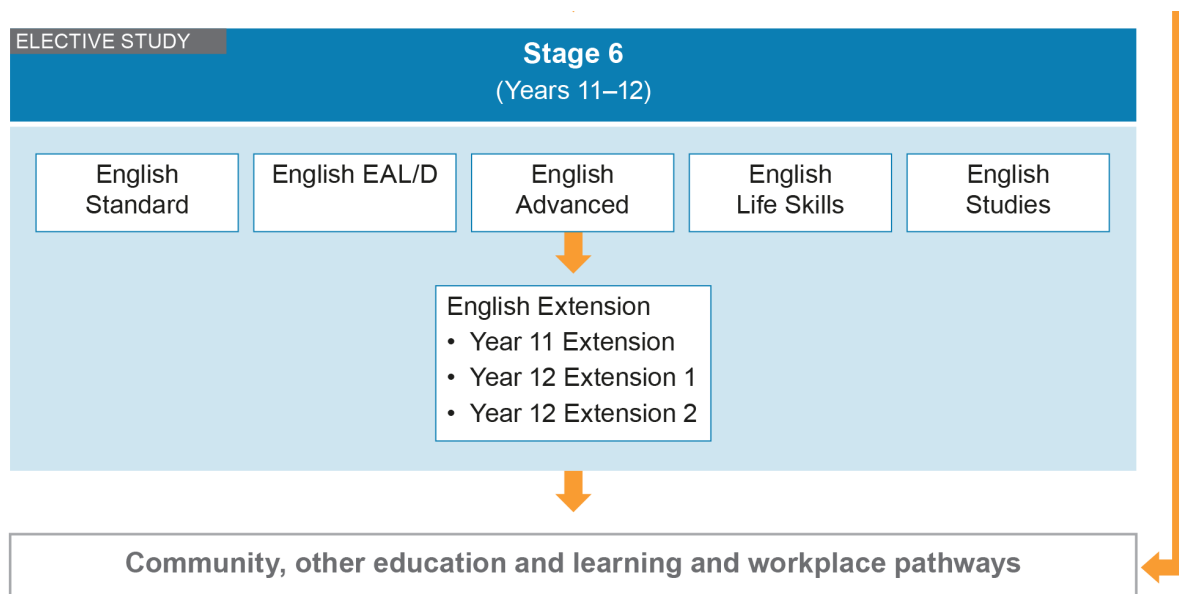 ELECTIVE STUDY
Stage 6
(Years 11–12)
English
Standard
English EAL/D
English
Advanced
English
Life Skills
English
Studies
English Extension
• Year 11 Extension
• Year 12 Extension 1
• Year 12 Extension 2
Community, other education and learning and workplace pathways